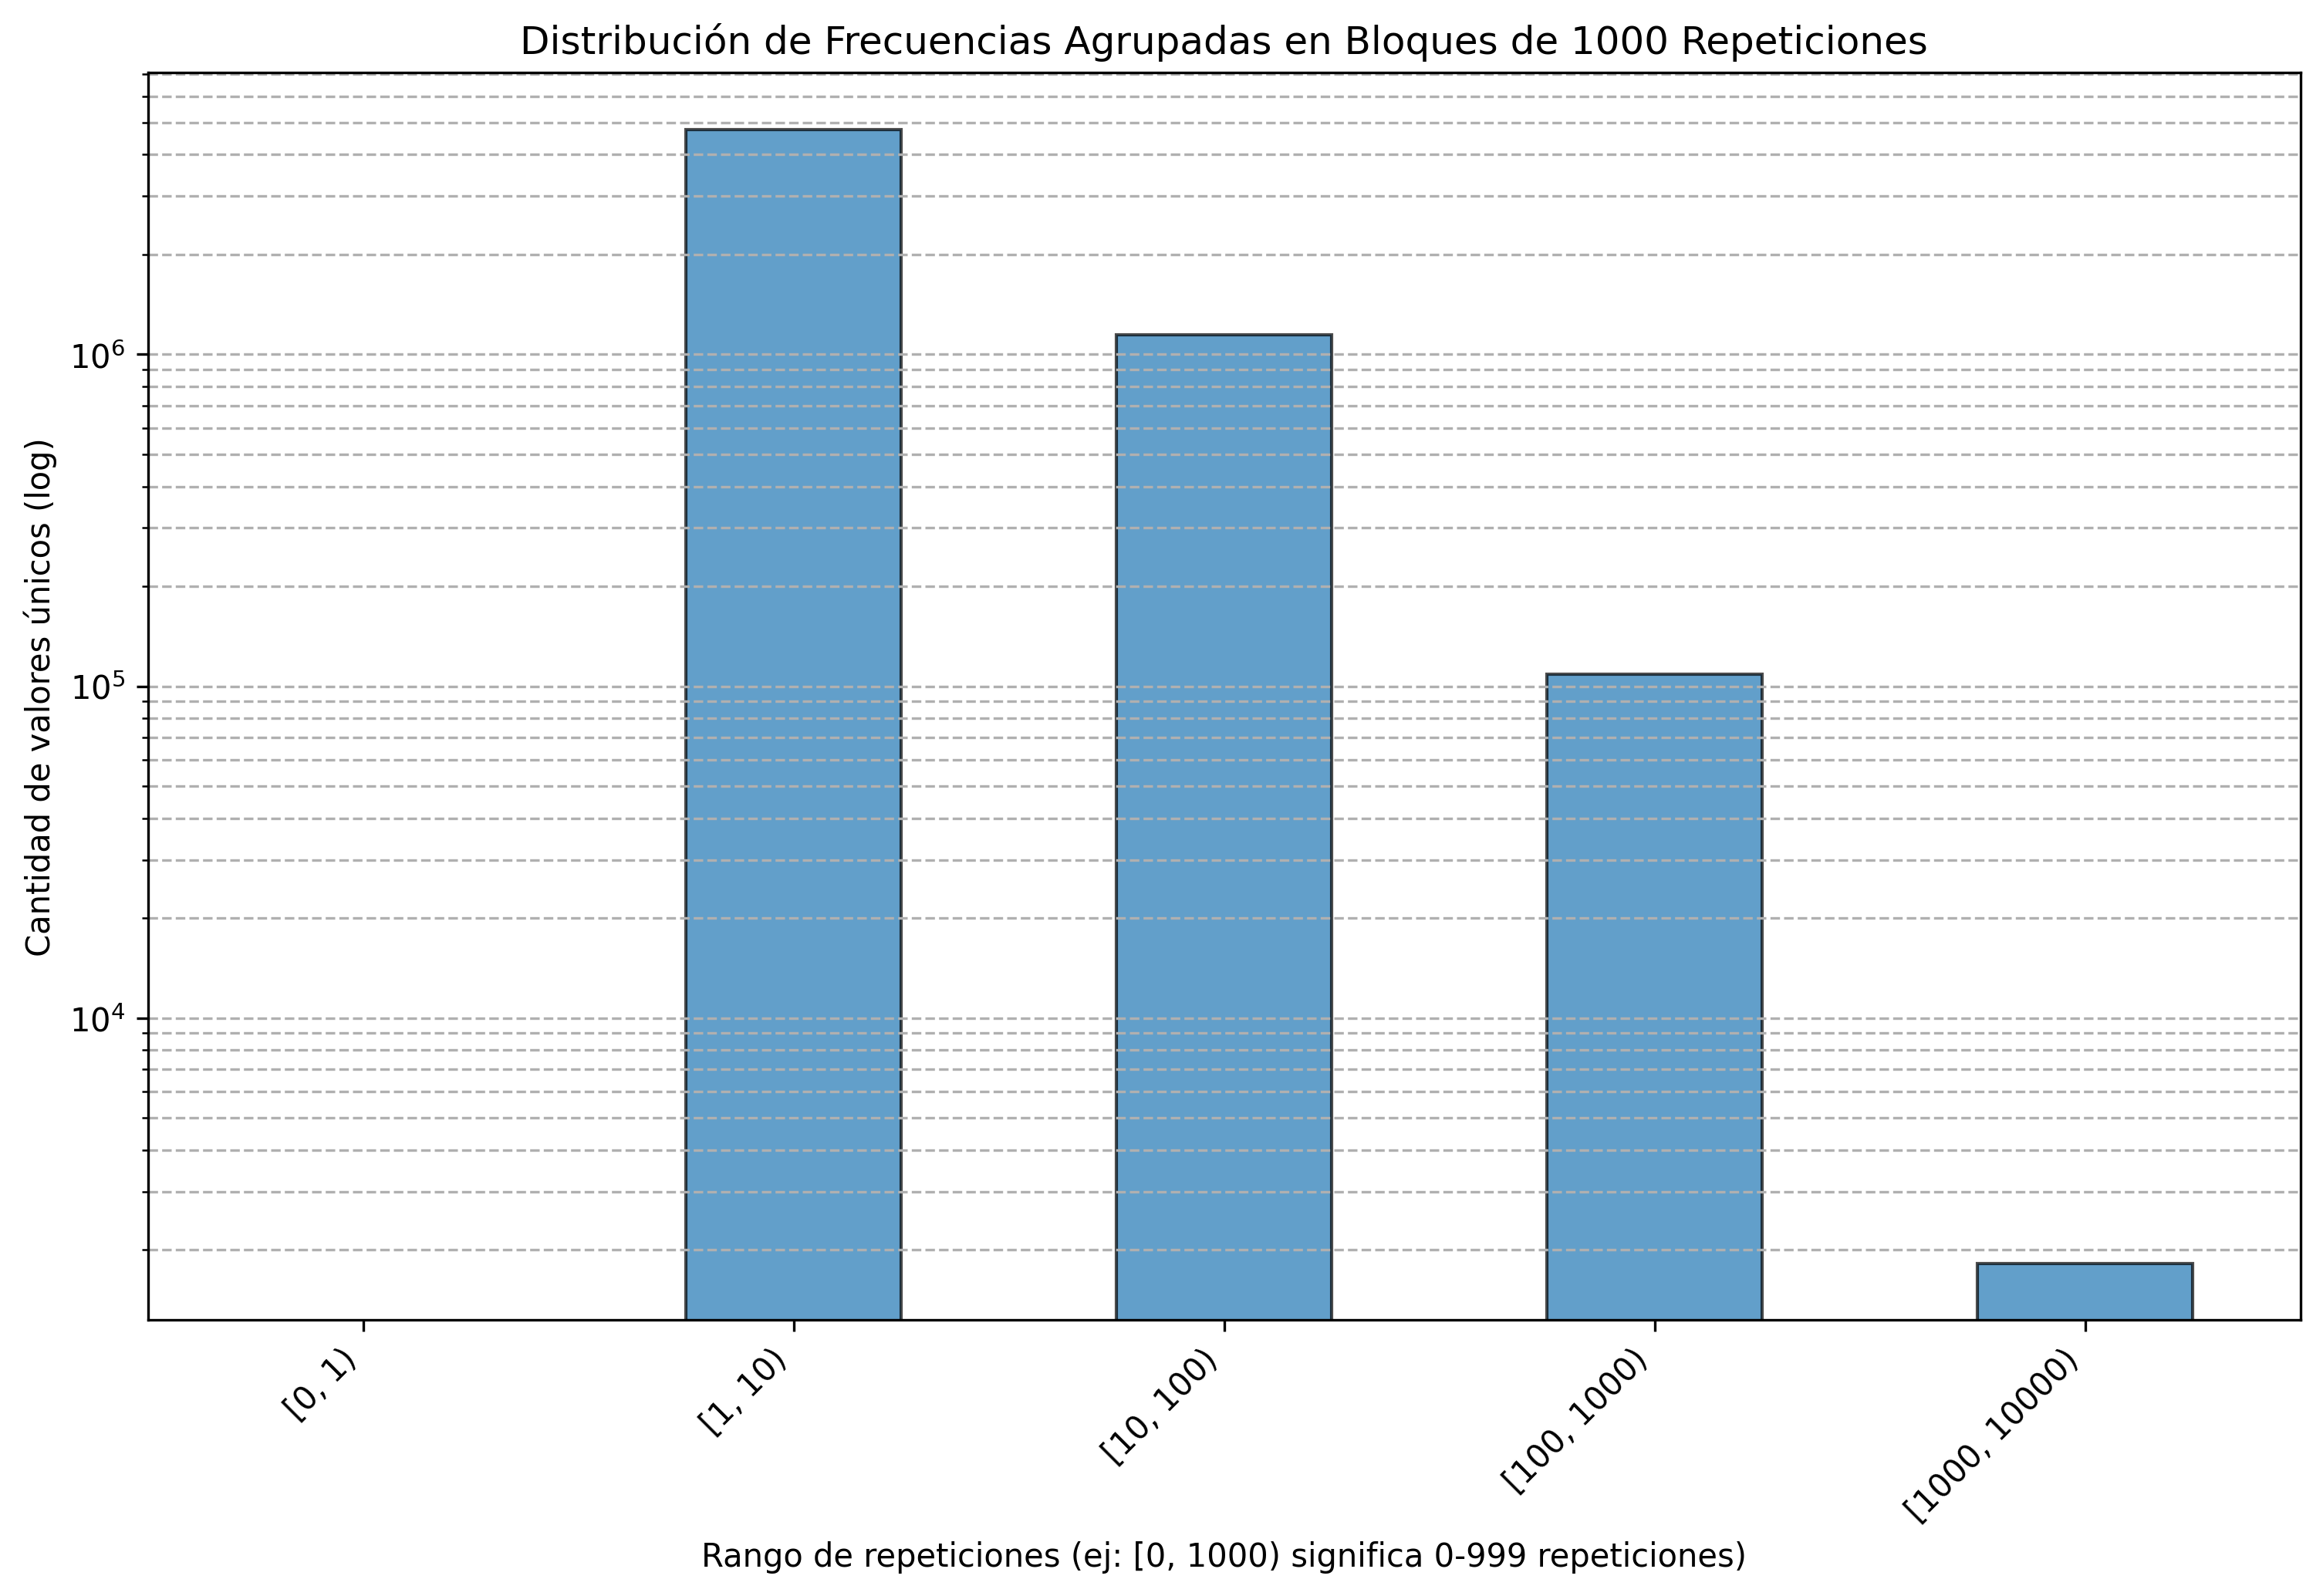 Distribución de Frecuencias Agrupadas en Bloques de 1000 Repeticiones
Cantidad de valores únicos (log)
10⁶
10⁵
10⁴
[0, 1)
[1, 10)
[10, 100)
[100, 1000)
[1000, 10000)
Rango de repeticiones (ej: [0, 1000) significa 0-999 repeticiones)